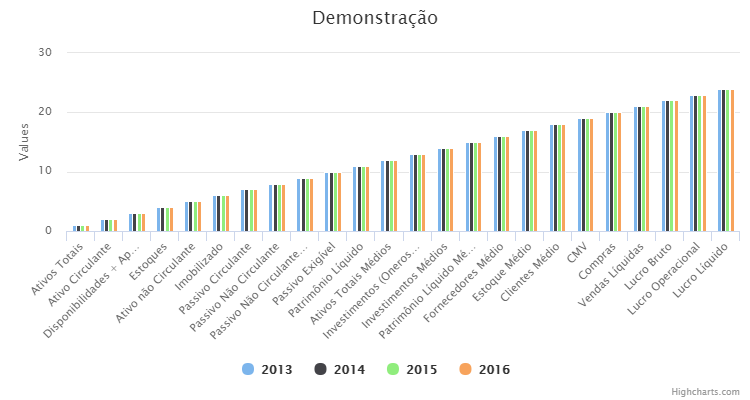 Demonstração
Values
30
20
10
0
Ativos Totais
Ativo Circulante
Disponibilidades + Ap…
Estoques
Ativo não Circulante
Imobilizado
Passivo Circulante
Passivo Não Circulante
Passivo Não Circulante…
Passivo Exigível
Patrimônio Líquido
Ativos Totais Médios
Investimentos (Oneros…
Investimentos Médios
Patrimônio Líquido Mé…
Fornecedores Médio
Estoque Médio
Clientes Médio
CMV
Compras
Vendas Líquidas
Lucro Bruto
Lucro Operacional
Lucro Líquido
2013 2014 2015 2016
Highcharts.com